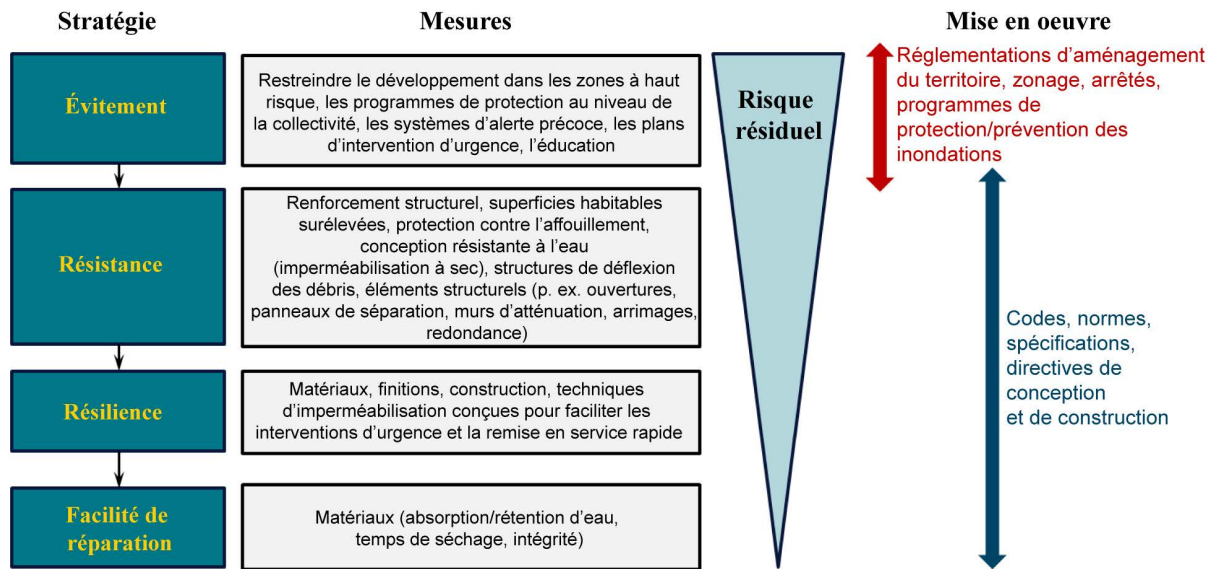 Stratégie
Mesures
Mise en oeuvre
Évitement
Restreindre le développement dans les zones à haut
risque, les programmes de protection au niveau de
la collectivité, les systèmes d'alerte précoce, les plans
d'intervention d'urgence, l'éducation
Risque
résiduel
Réglementations d'aménagement
du territoire, zonage, arrêtés,
programmes de
protection/prévention des
inondations
Résistance
Renforcement structurel, superficies habitables
surélevées, protection contre l'affouillement,
conception résistante à l'eau
(imperméabilisation à sec), structures de déflexion
des débris, éléments structurels (p. ex. ouvertures,
panneaux de séparation, murs d'atténuation, arrimages,
redondance)
Codes, normes,
spécifications,
directives de
conception
et de construction
Résilience
Matériaux, finitions, construction, techniques
d'imperméabilisation conçues pour faciliter les
interventions d'urgence et la remise en service rapide
Facilité de
réparation
Matériaux (absorption/rétention d'eau,
temps de séchage, intégrité)